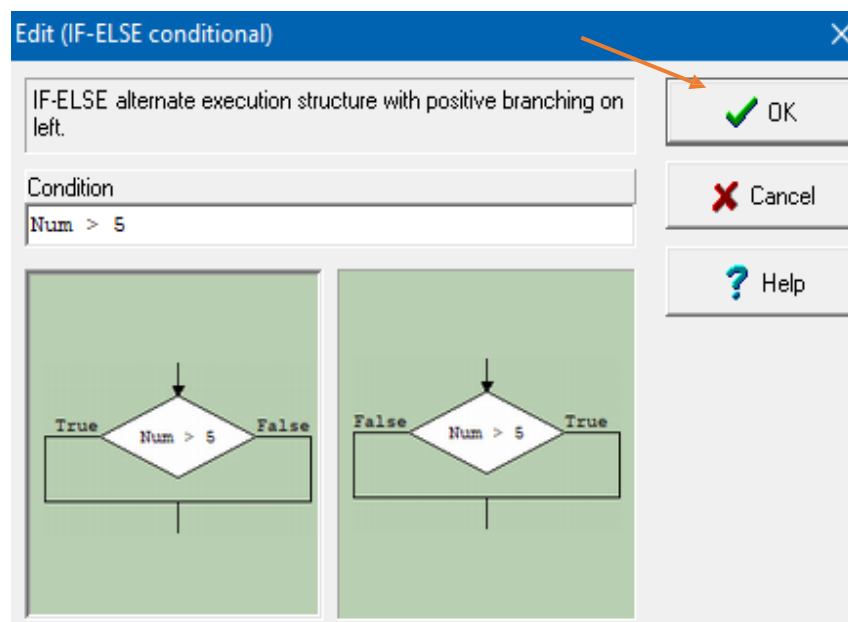 Edit (IF-ELSE conditional)
IF-ELSE alternate execution structure with positive branching on
left.
OK
Condition
Num > 5
Cancel
Help
True
Num > 5
False
False
Num > 5
True